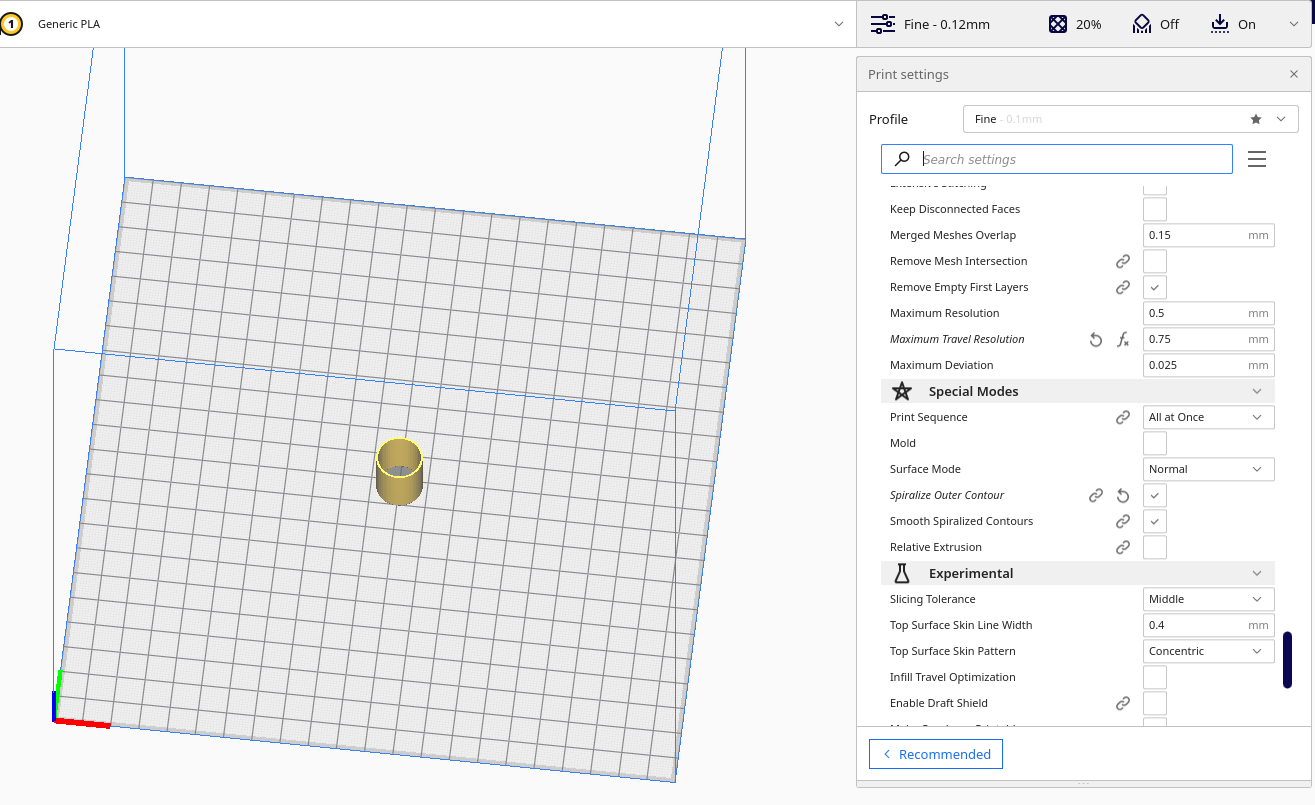 1 Generic PLA
Fine - 0.12mm 20% Off On
Print settings
Profile Fine - 0.1mm
Search settings
Extensive Stitching
Keep Disconnected Faces
Merged Meshes Overlap 0.15 mm
Remove Mesh Intersection
Remove Empty First Layers
Maximum Resolution 0.5 mm
Maximum Travel Resolution 0.75 mm
Maximum Deviation 0.025 mm
Special Modes
Print Sequence All at Once
Mold
Surface Mode Normal
Spiralize Outer Contour
Smooth Spiralized Contours
Relative Extrusion
Experimental
Slicing Tolerance Middle
Top Surface Skin Line Width 0.4 mm
Top Surface Skin Pattern Concentric
Infill Travel Optimization
Enable Draft Shield
Recommended